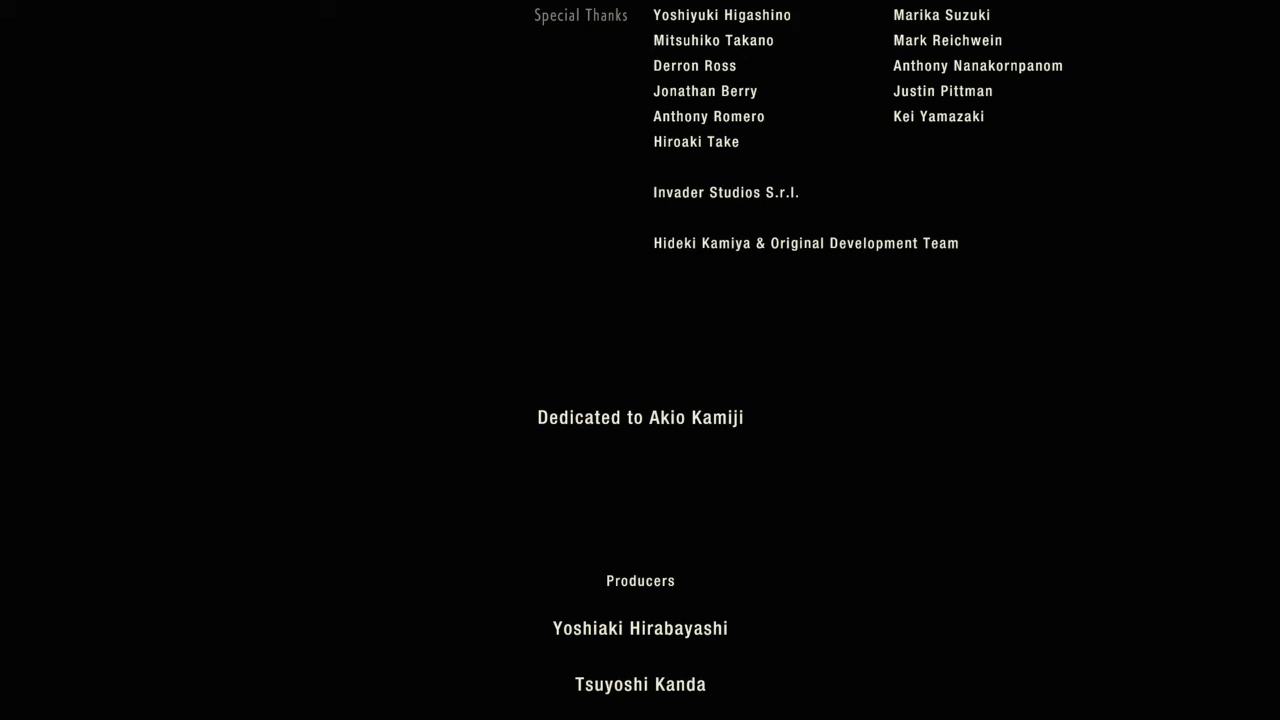 Special Thanks Yoshiyuki Higashino Marika Suzuki
Mitsuhiko Takano Mark Reichwein
Derron Ross Anthony Nanakornpanom
Jonathan Berry Justin Pittman
Anthony Romero Kei Yamazaki
Hiroaki Take
Invader Studios S.r.l.
Hideki Kamiya & Original Development Team
Dedicated to Akio Kamiji
Producers
Yoshiaki Hirabayashi
Tsuyoshi Kanda